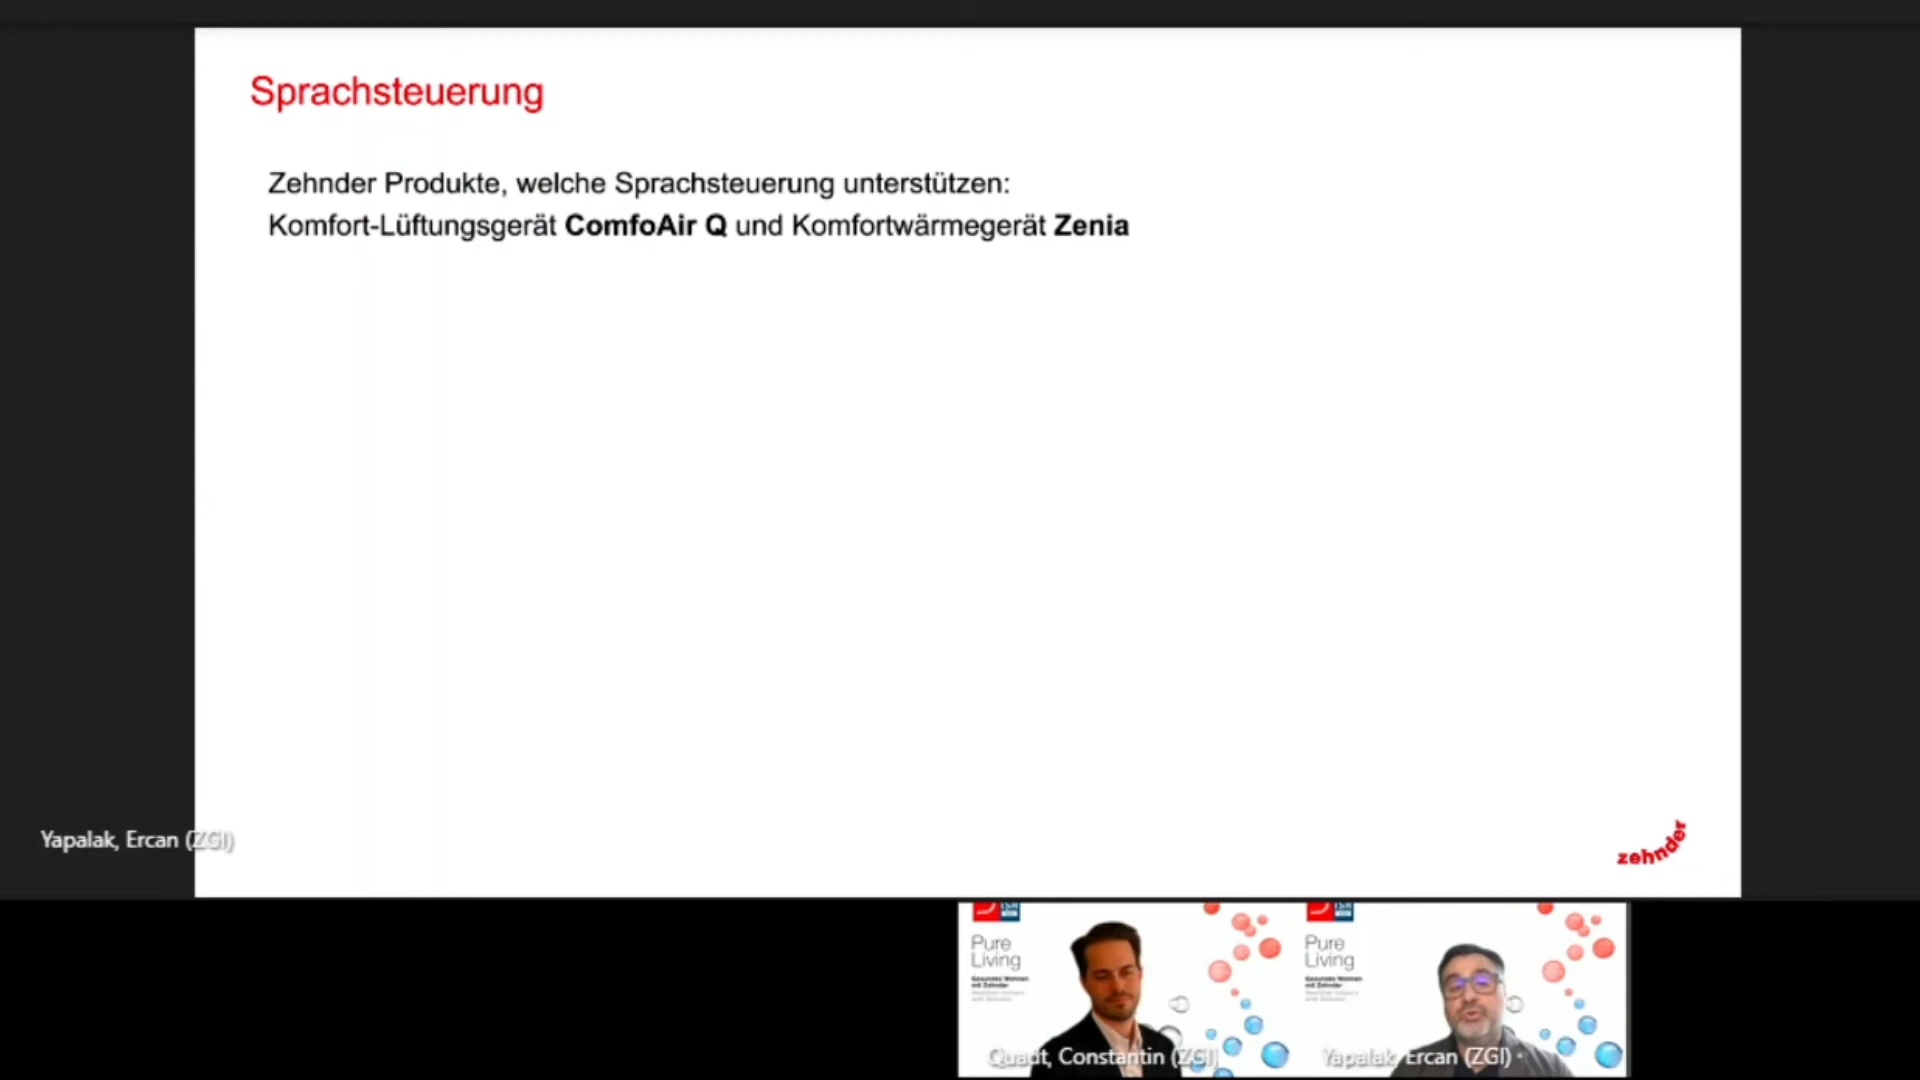 Sprachsteuerung
Zehnder Produkte, welche Sprachsteuerung unterstützen:
Komfort-Lüftungsgerät ComfoAir Q und Komfortwärmegerät Zenia
Yapalak, Ercan (ZGI)
zehnder
Pure
Living
Gesundes Wohnen
mit Zehnder
Quadt, Constantin (ZGI)
Pure
Living
Gesundes Wohnen
mit Zehnder
Yapalak, Ercan (ZGI)